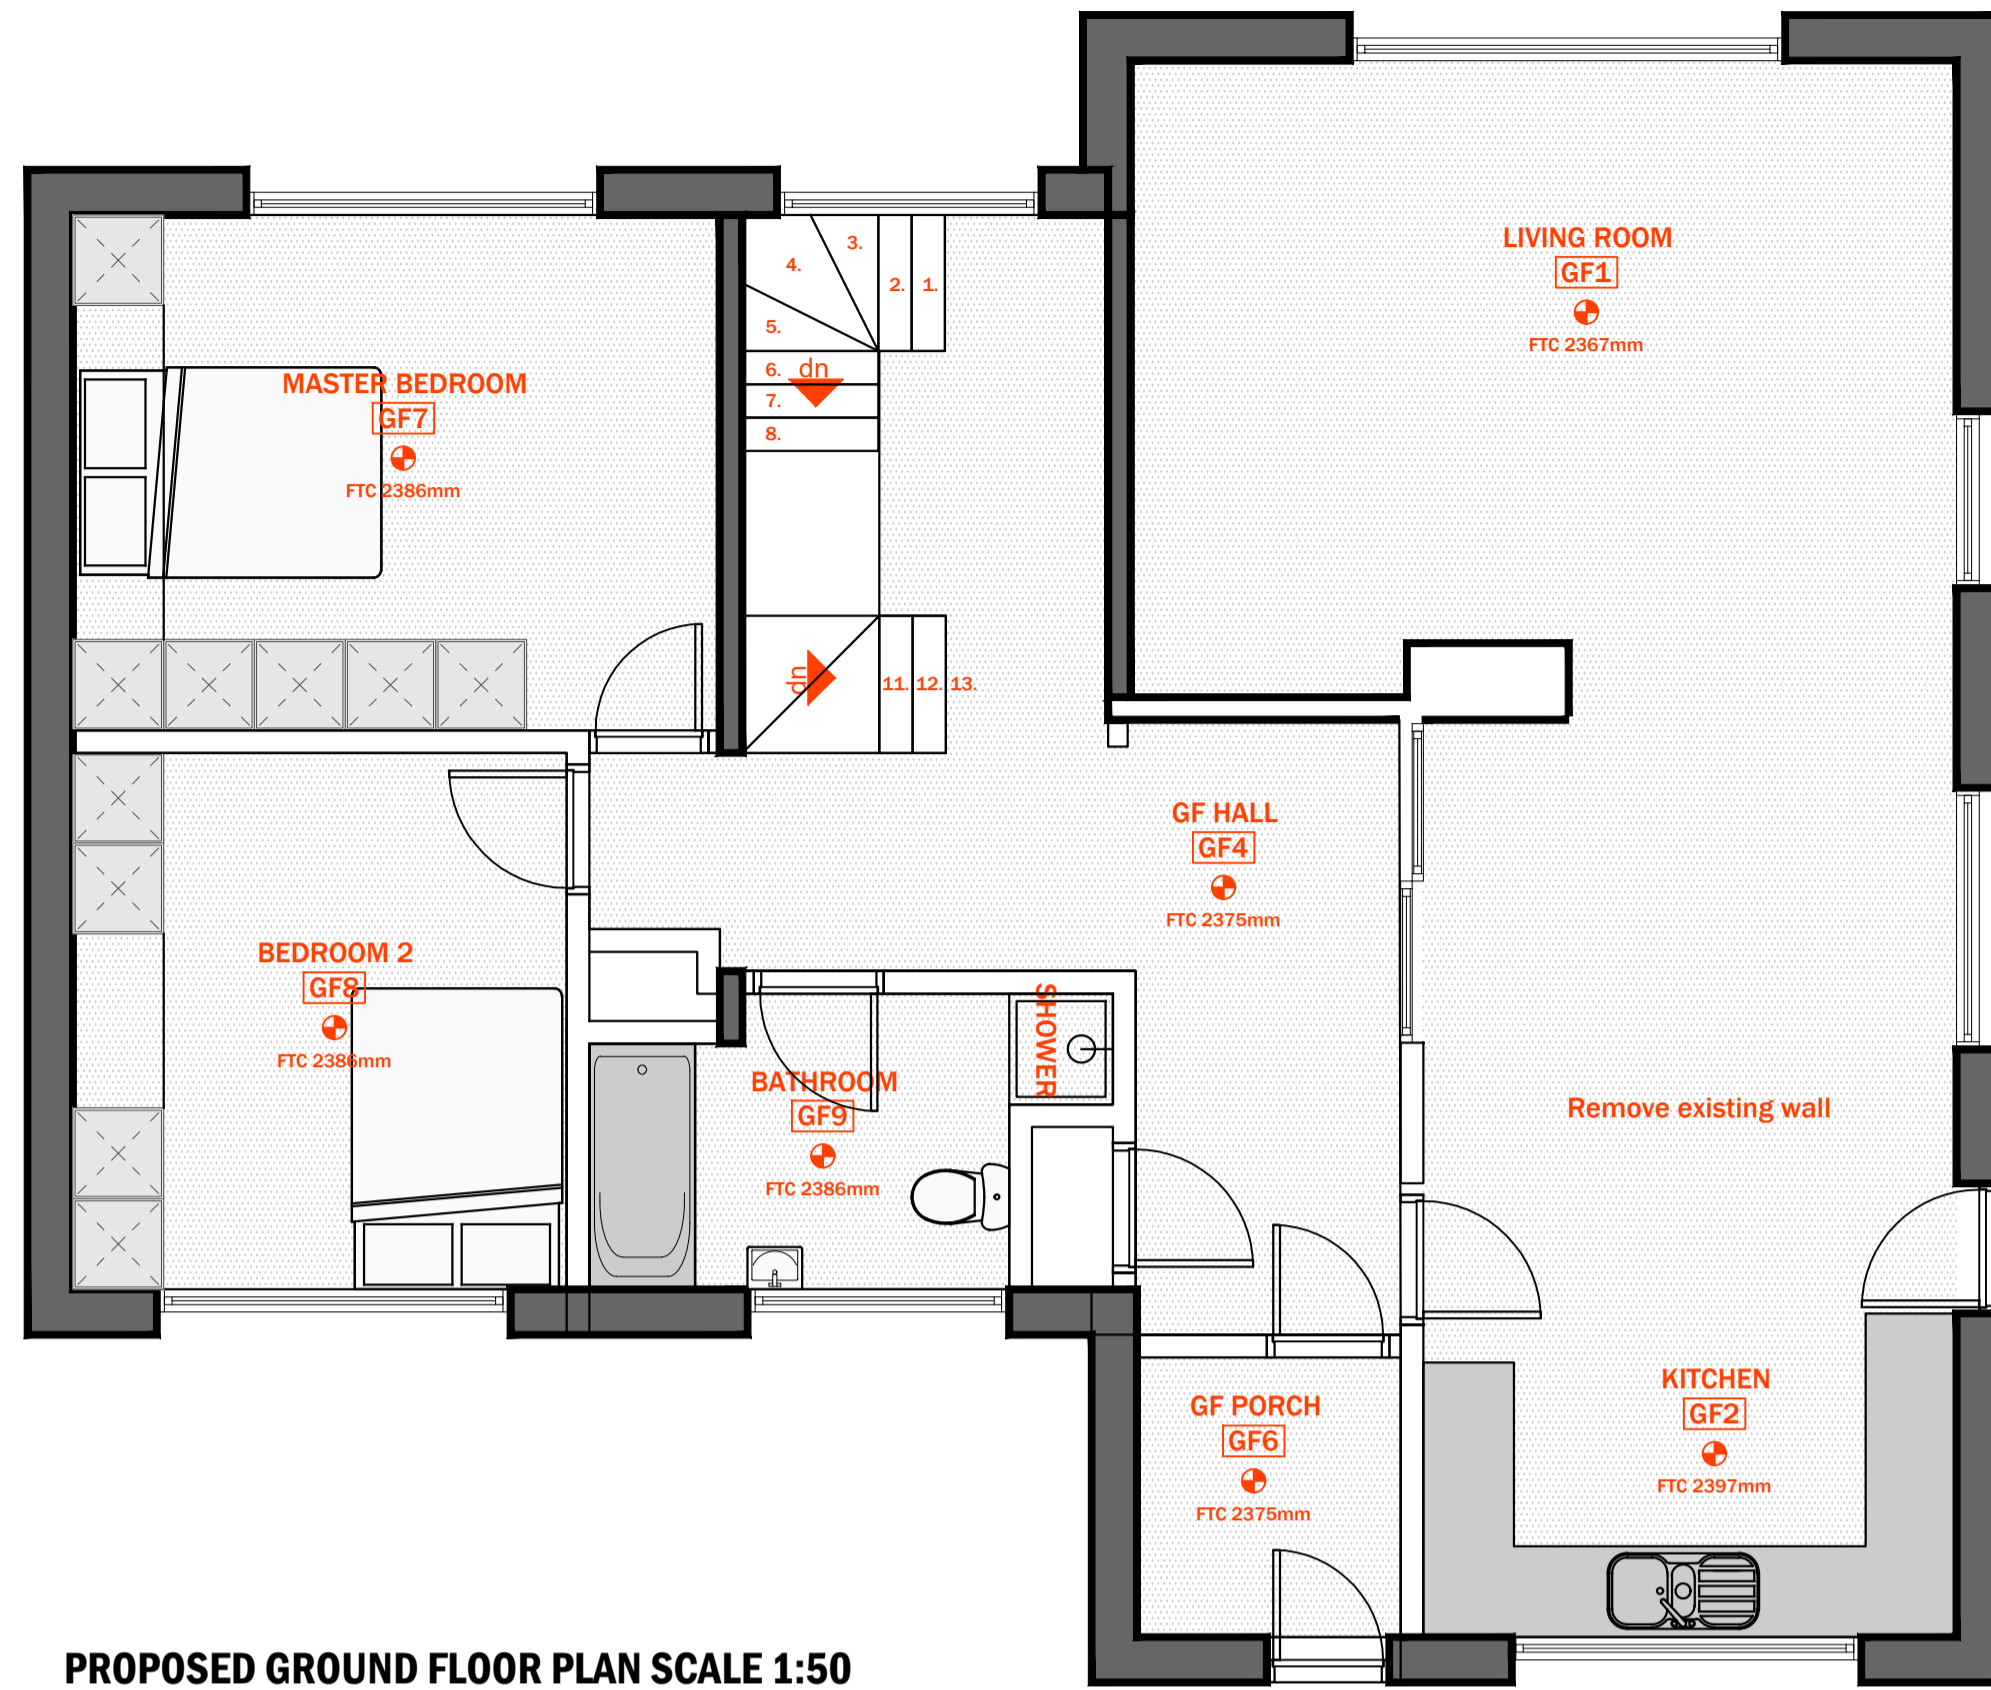 LIVING ROOM
GF1
FTC 2367mm
3.
4.
2.
1.
5.
6.
dn
7.
8.
MASTER BEDROOM
GF7
FTC 2386mm
dn
11.
12.
13.
GF HALL
GF4
FTC 2375mm
BEDROOM 2
GF8
FTC 2386mm
SHOWER
BATHROOM
GF9
FTC 2386mm
Remove existing wall
KITCHEN
GF2
FTC 2397mm
GF PORCH
GF6
FTC 2375mm
PROPOSED GROUND FLOOR PLAN SCALE 1:50